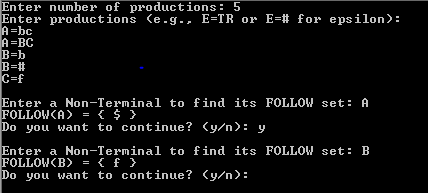 Enter number of productions: 5
Enter productions (e.g., E=TR or E=# for epsilon):
A=bc
A=BC
B=b
B=#
C=f
Enter a Non-Terminal to find its FOLLOW set: A
FOLLOW(A) = { $ }
Do you want to continue? (y/n): y
Enter a Non-Terminal to find its FOLLOW set: B
FOLLOW(B) = { f }
Do you want to continue? (y/n):